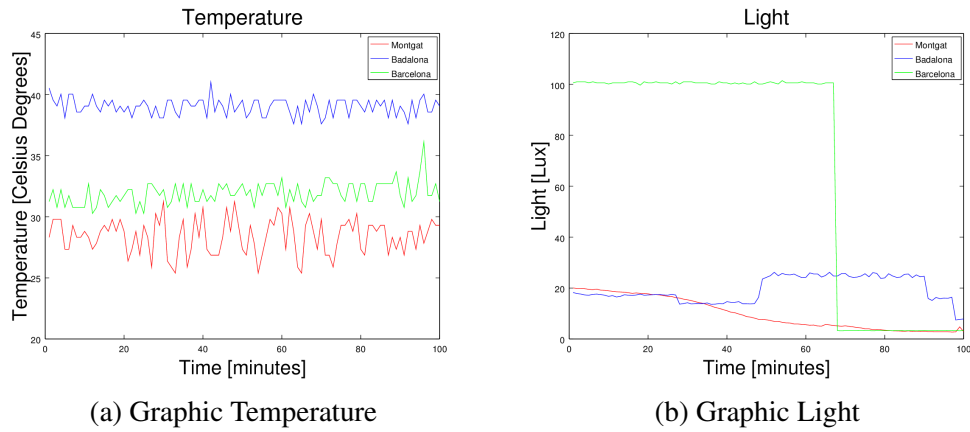 Temperature
45
40
35
30
25
20
0
20
40
60
80
100
Temperature [Celsius Degrees]
Time [minutes]
Montgat
Badalona
Barcelona
(a) Graphic Temperature
Light
120
100
80
60
40
20
0
0
20
40
60
80
100
Light [Lux]
Time [minutes]
Montgat
Badalona
Barcelona
(b) Graphic Light